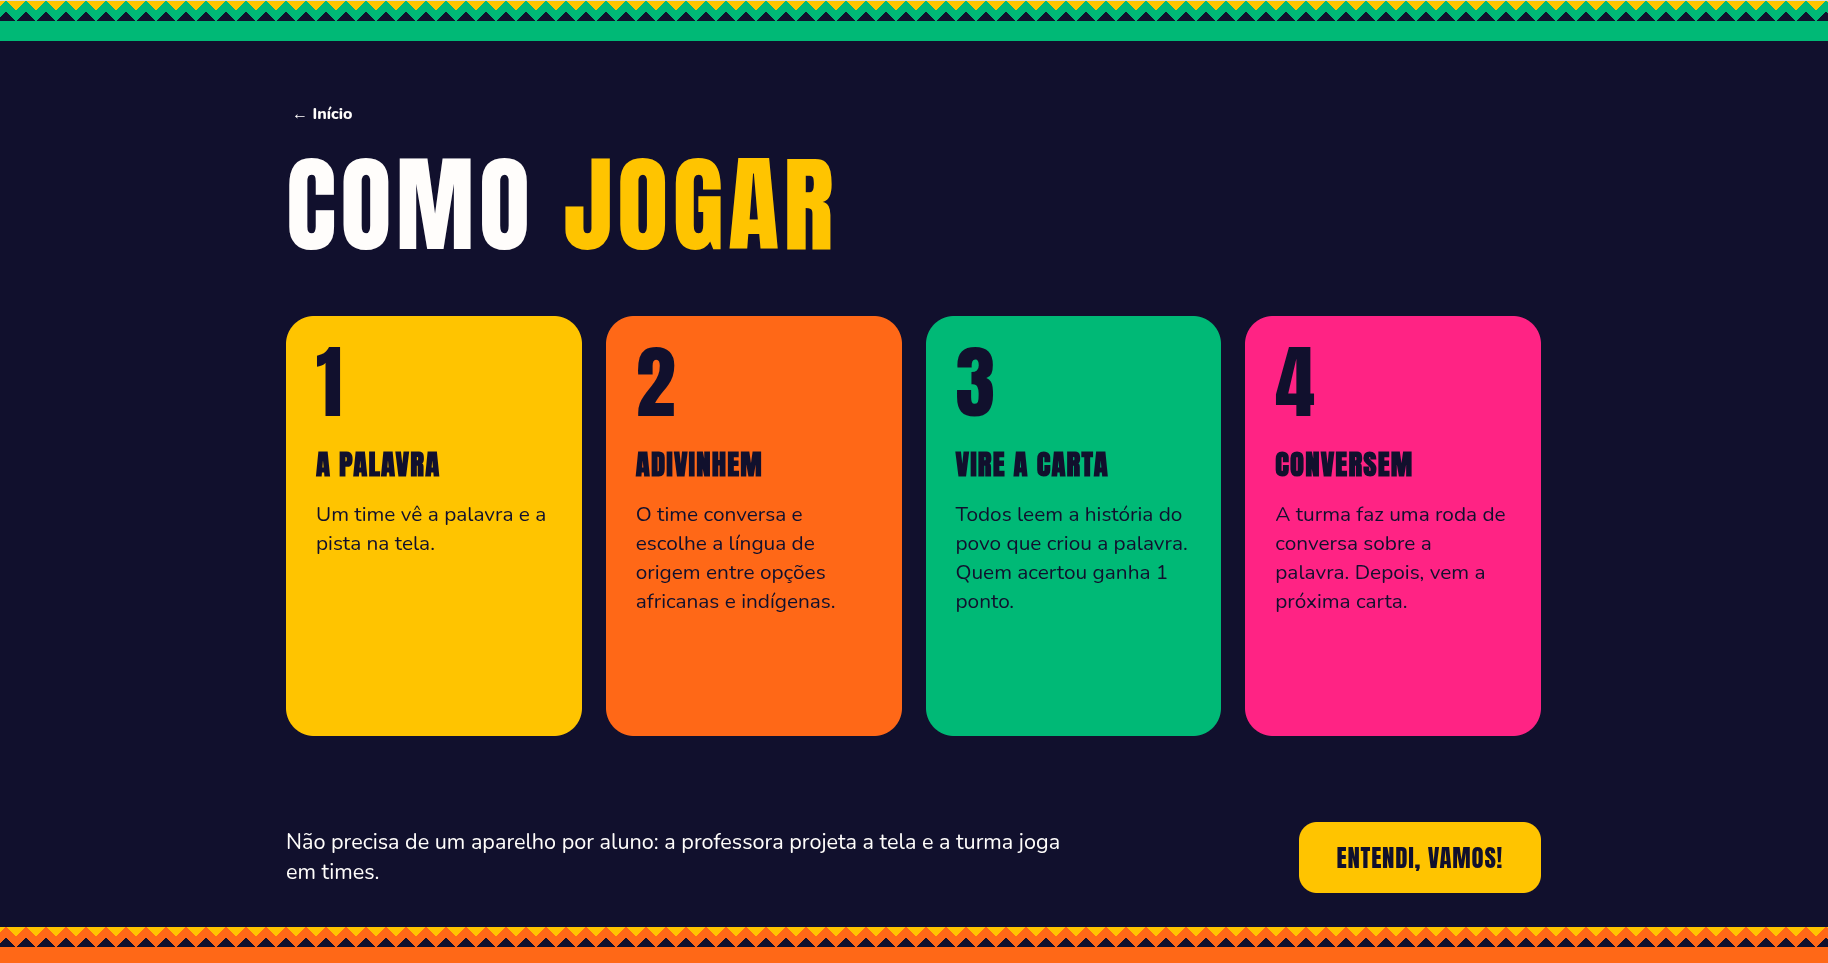 ← Início
COMO JOGAR
1
A PALAVRA
Um time vê a palavra e a
pista na tela.
2
ADIVINHEM
O time conversa e
escolhe a língua de
origem entre opções
africanas e indígenas.
3
VIRE A CARTA
Todos leem a história do
povo que criou a palavra.
Quem acertou ganha 1
ponto.
4
CONVERSEM
A turma faz uma roda de
conversa sobre a
palavra. Depois, vem a
próxima carta.
Não precisa de um aparelho por aluno: a professora projeta a tela e a turma joga
em times.
ENTENDI, VAMOS!